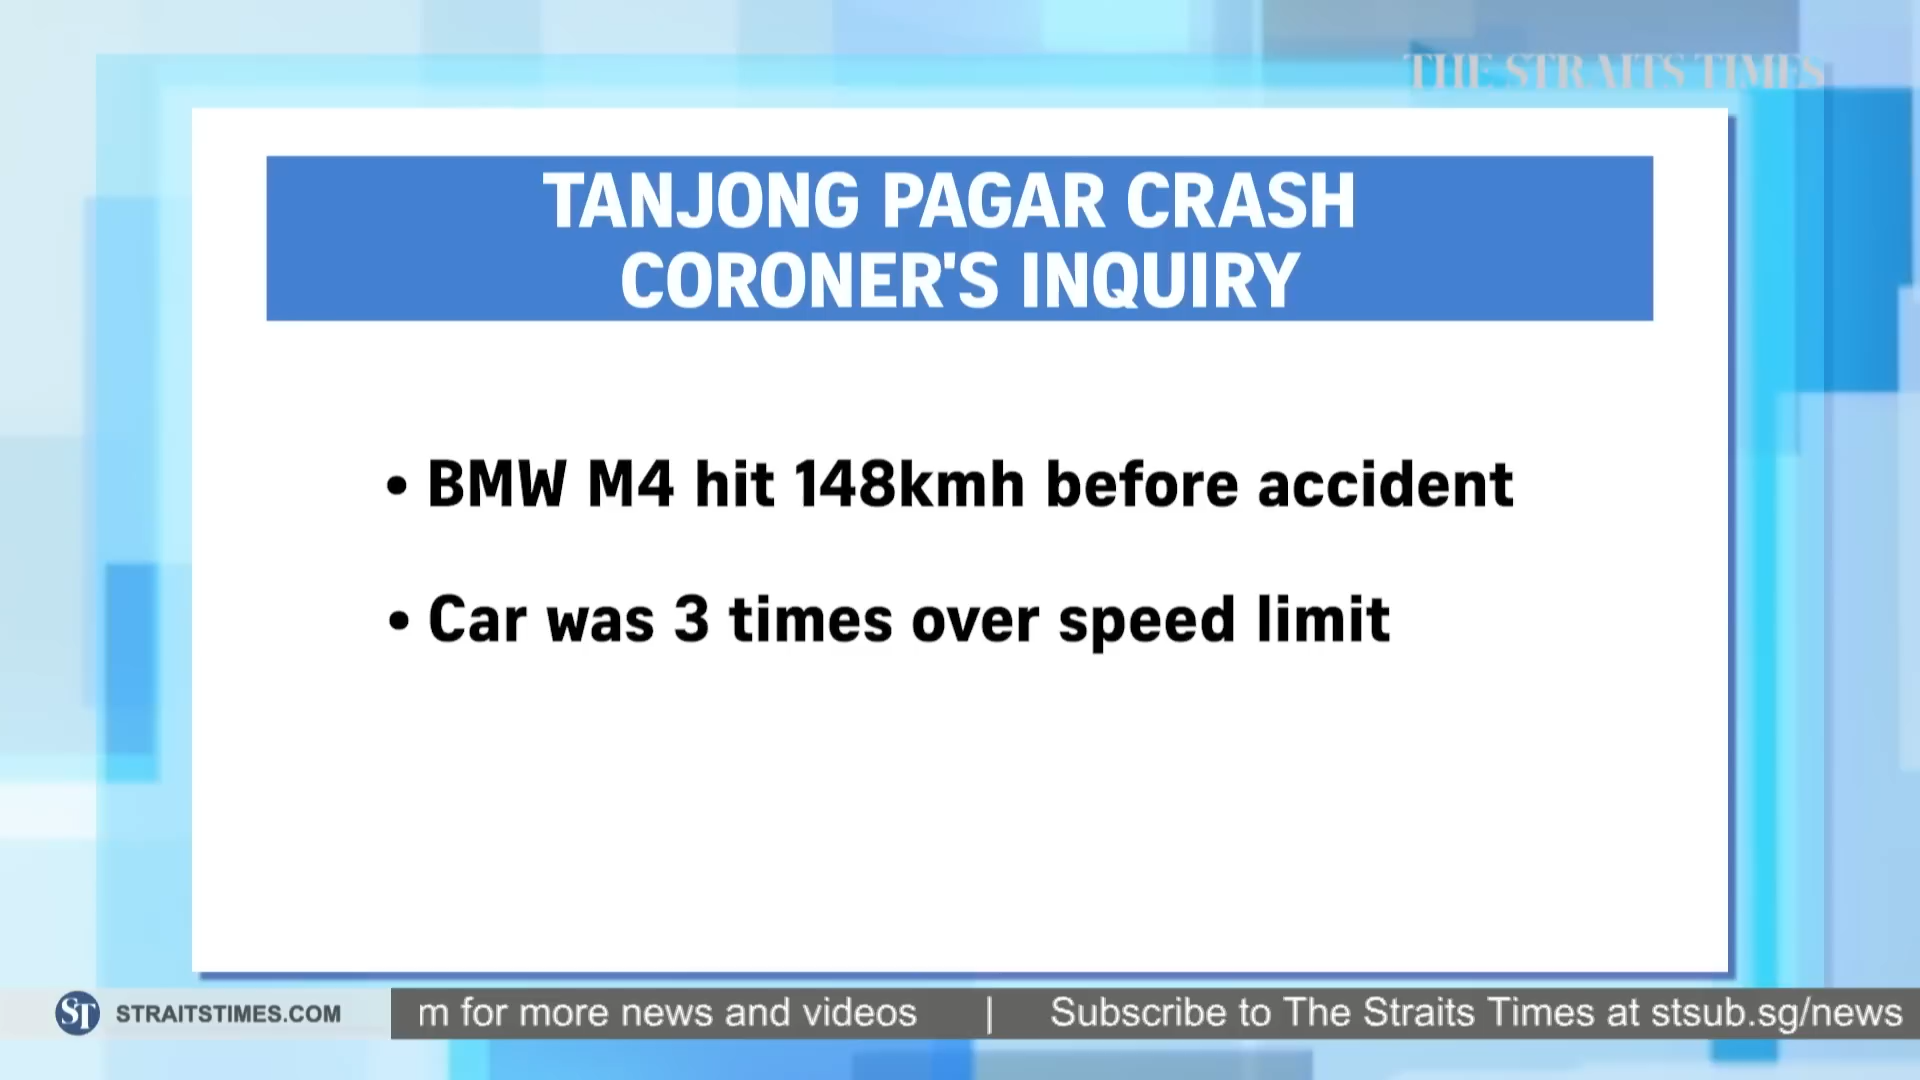 THE STRAITS TIMES
TANJONG PAGAR CRASH
CORONER'S INQUIRY
• BMW M4 hit 148kmh before accident
• Car was 3 times over speed limit
ST STRAITSTIMES.COM m for more news and videos | Subscribe to The Straits Times at stsub.sg/news